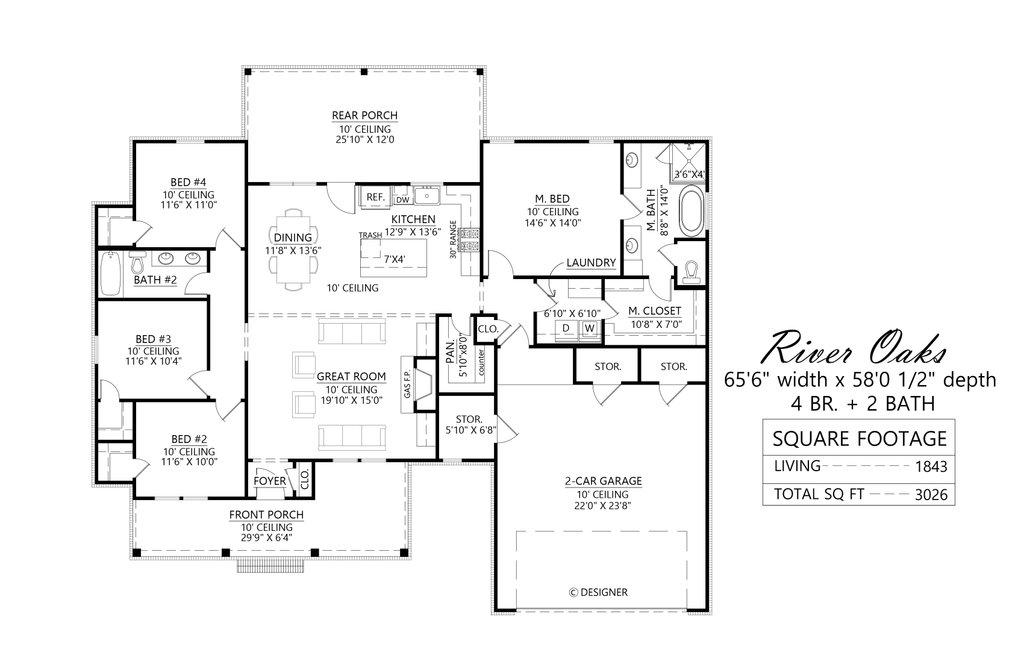 REAR PORCH
10' CEILING
25'10" X 12'0
BED #4
10' CEILING
11'6" X 11'0"
REF.
DW
KITCHEN
12'9" X 13'6"
30" RANGE
TRASH
7'X4'
DINING
11'8" X 13'6"
10' CEILING
M. BED
10' CEILING
14'6" X 14'0"
M. BATH
8'8" X 14'0"
3'6"X4'
BATH #2
LAUNDRY
6'10" X 6'10"
D
W
M. CLOSET
10'8" X 7'0"
BED #3
10' CEILING
11'6" X 10'4"
CLO.
PAN.
5'10"x8'0"
counter
GREAT ROOM
10' CEILING
19'10" X 15'0"
GAS F.P.
STOR.
STOR.
STOR.
5'10" X 6'8"
BED #2
10' CEILING
11'6" X 10'0"
FOYER
CLO.
2-CAR GARAGE
10' CEILING
22'0" X 23'8"
FRONT PORCH
10' CEILING
29'9" X 6'4"
© DESIGNER
River Oaks
65'6" width x 58'0 1/2" depth
4 BR. + 2 BATH
SQUARE FOOTAGE
LIVING 1843
TOTAL SQ FT 3026